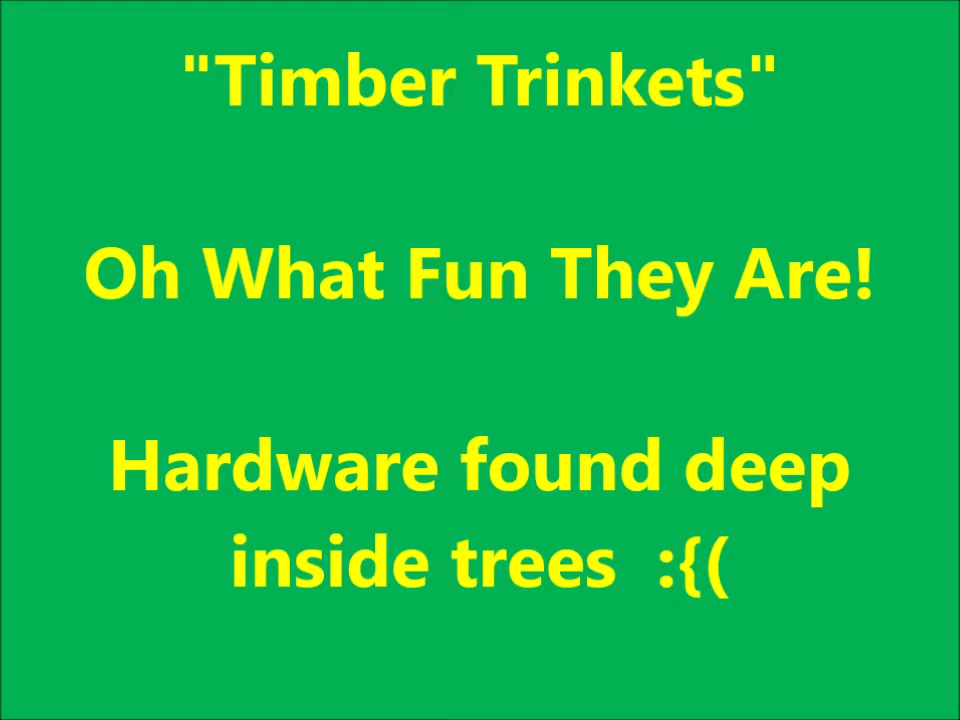 "Timber Trinkets"
Oh What Fun They Are!
Hardware found deep
inside trees  :{(